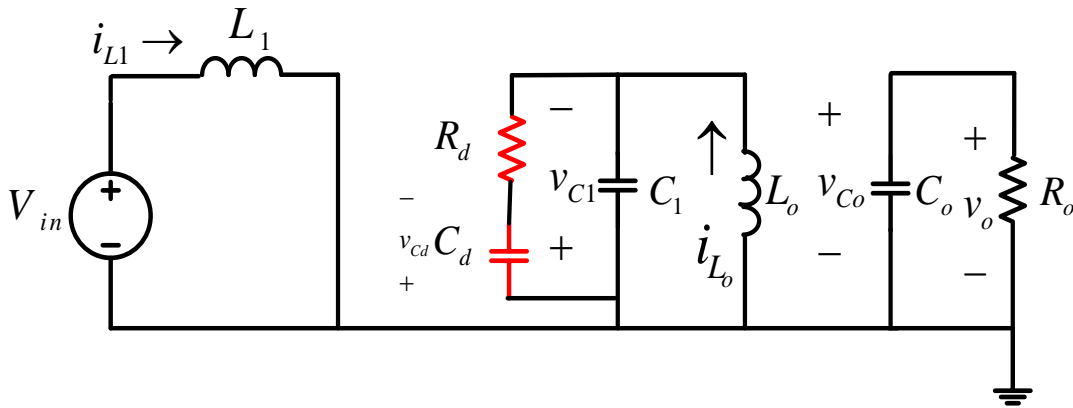 i_{L1} → L_1
V_{in}
+
−
R_d
−
v_{Cd} C_d
+
−
v_{C1} C_1
+
↑
i_{L_o}
L_o
+
v_{Co} C_o
−
+
v_o R_o
−